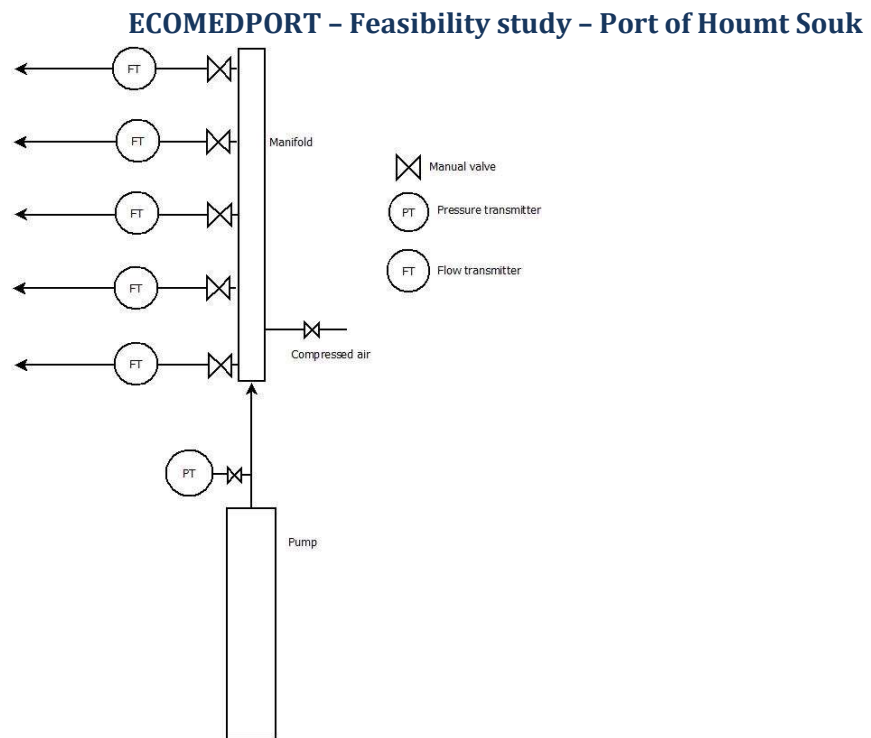 ECOMEDPORT – Feasibility study – Port of Houmt Souk
FT
FT
Manifold
Manual valve
FT
PT
Pressure transmitter
FT
Flow transmitter
FT
Compressed air
FT
PT
Pump